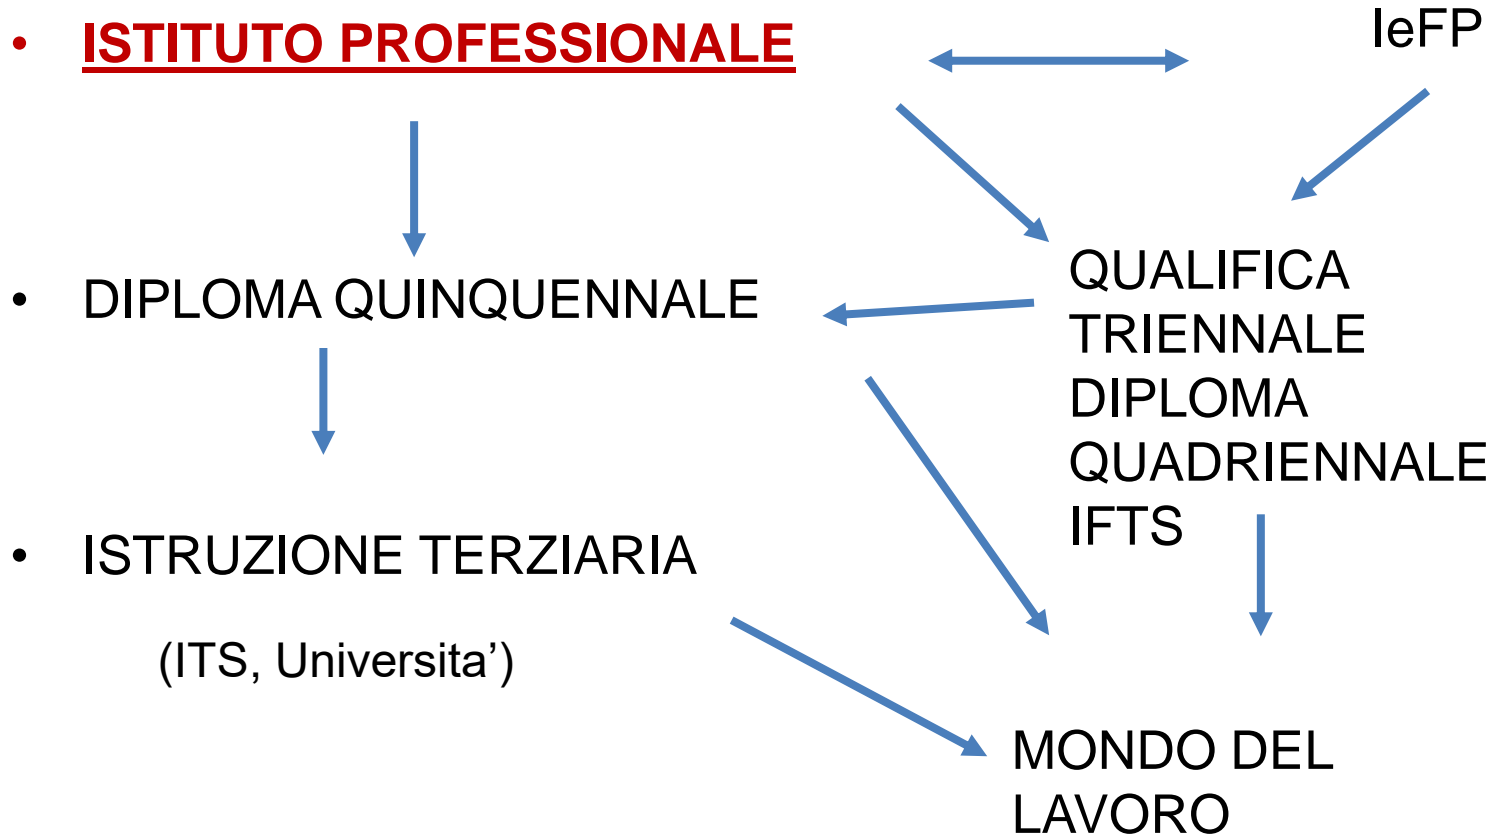 • ISTITUTO PROFESSIONALE
IeFP
• DIPLOMA QUINQUENNALE
QUALIFICA
TRIENNALE
DIPLOMA
QUADRIENNALE
IFTS
• ISTRUZIONE TERZIARIA
(ITS, Universita’)
MONDO DEL
LAVORO